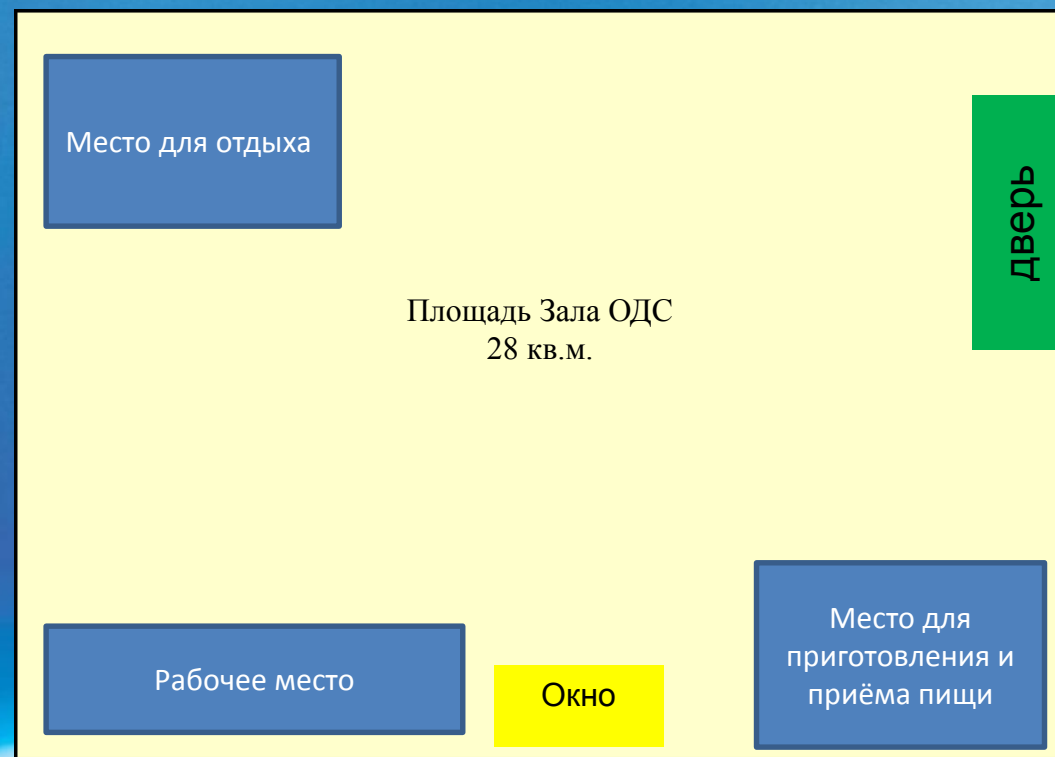 Место для отдыха
дверь
Площадь Зала ОДС
28 кв.м.
Место для
приготовления и
приёма пищи
Рабочее место
Окно